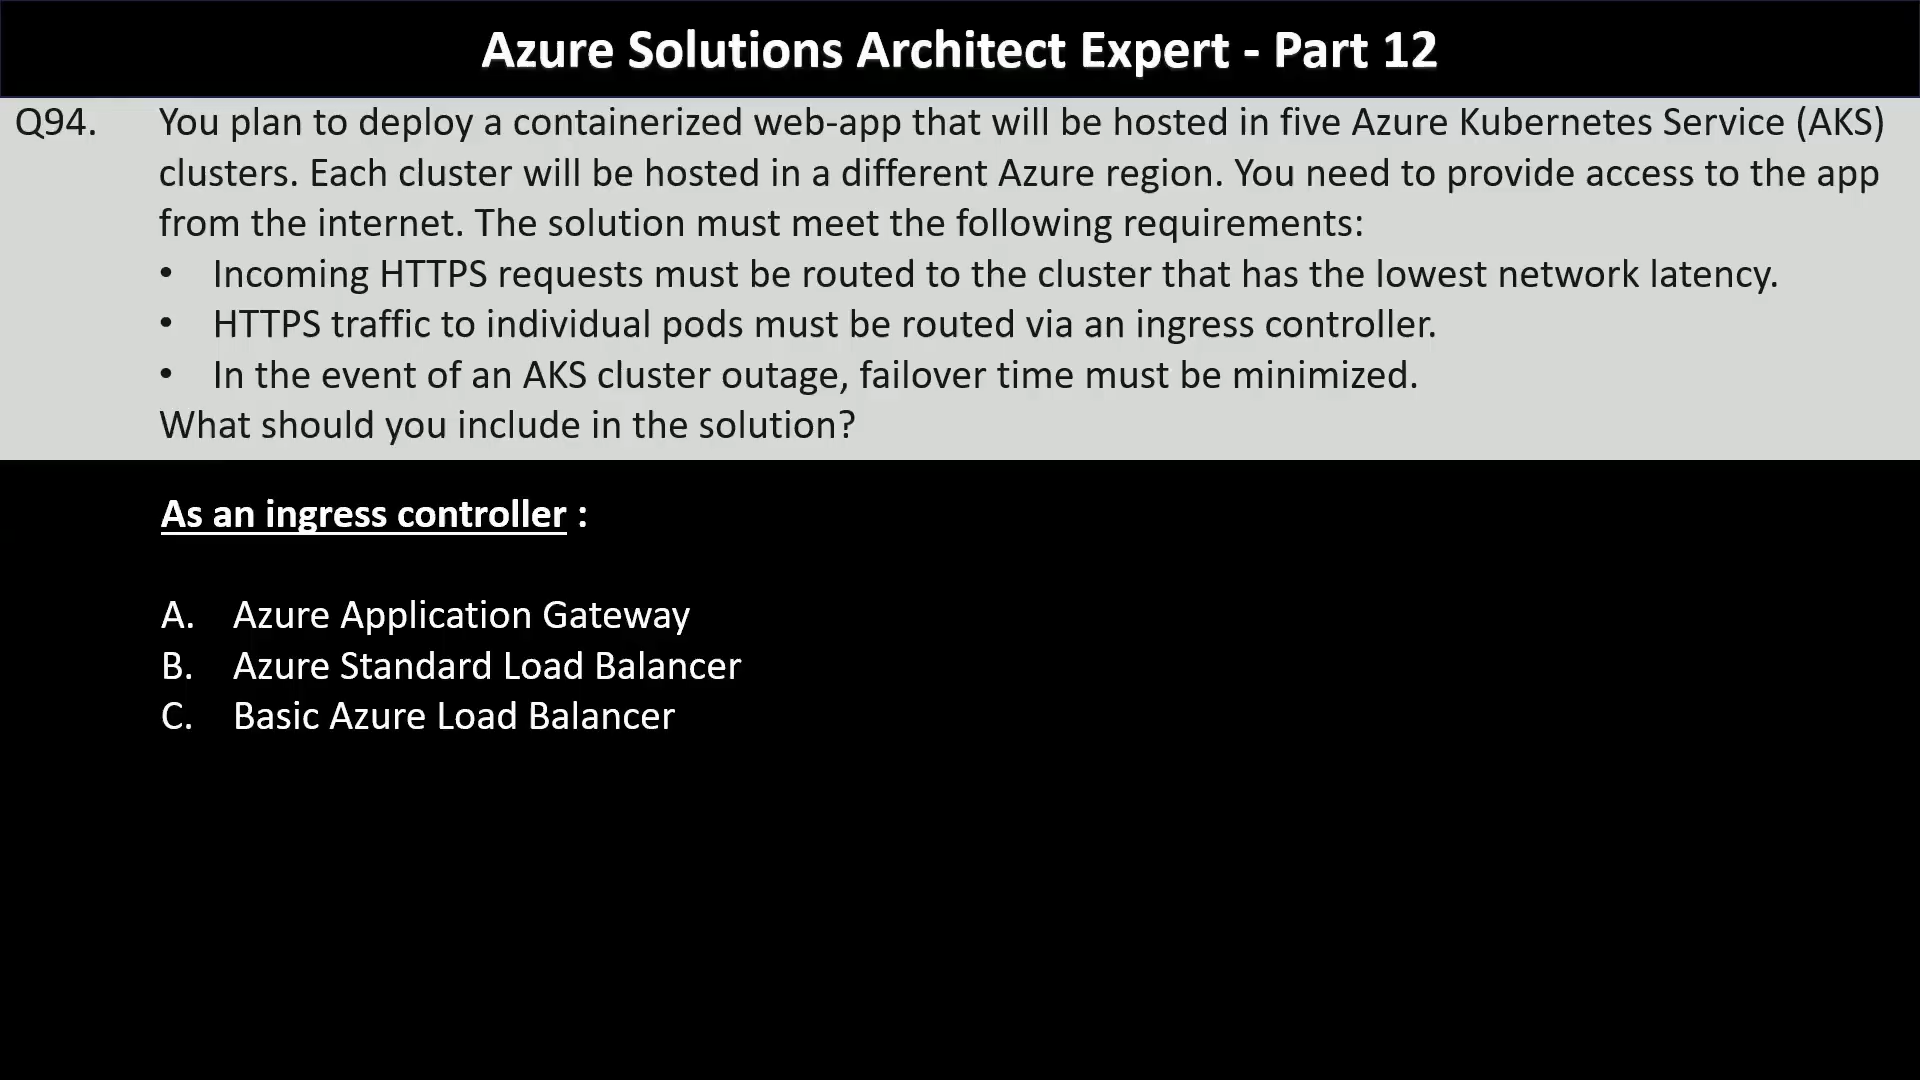 Azure Solutions Architect Expert - Part 12
Q94. You plan to deploy a containerized web-app that will be hosted in five Azure Kubernetes Service (AKS)
clusters. Each cluster will be hosted in a different Azure region. You need to provide access to the app
from the internet. The solution must meet the following requirements:
• Incoming HTTPS requests must be routed to the cluster that has the lowest network latency.
• HTTPS traffic to individual pods must be routed via an ingress controller.
• In the event of an AKS cluster outage, failover time must be minimized.
What should you include in the solution?
As an ingress controller :
A. Azure Application Gateway
B. Azure Standard Load Balancer
C. Basic Azure Load Balancer